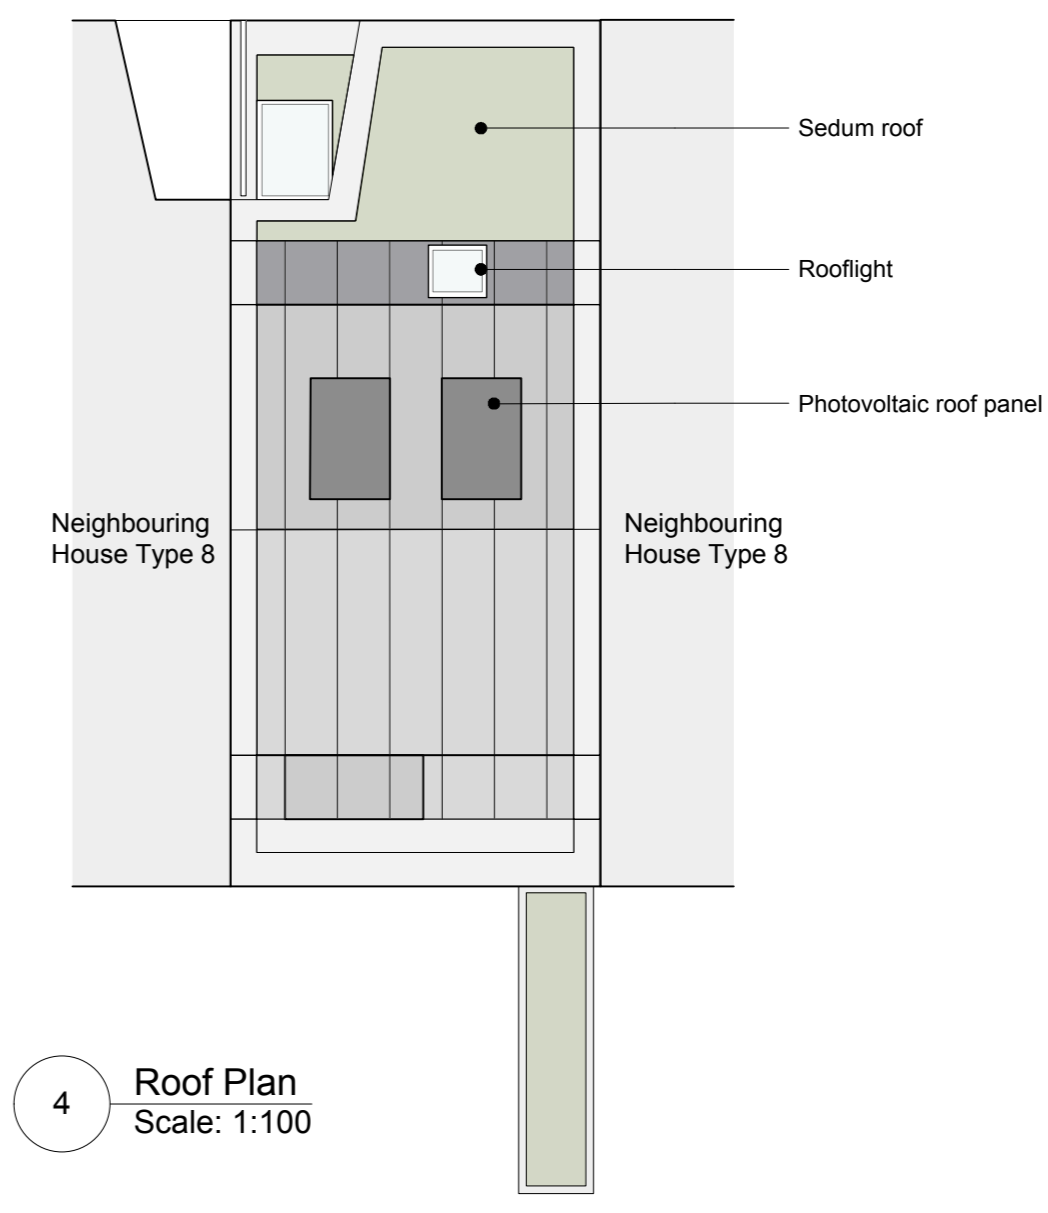 Sedum roof
Rooflight
Photovoltaic roof panel
Neighbouring
House Type 8
Neighbouring
House Type 8
4
Roof Plan
Scale: 1:100